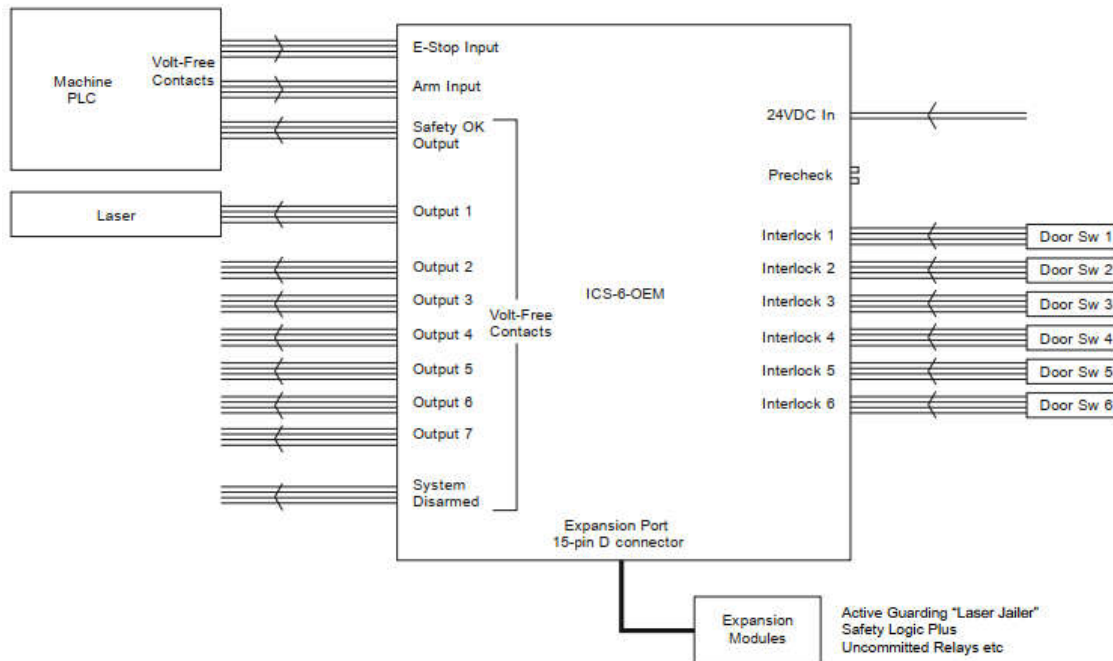 Machine
PLC
Volt-Free
Contacts
E-Stop Input
Arm Input
Safety OK
Output
Laser
Output 1
Output 2
Output 3
Output 4
Output 5
Output 6
Output 7
System
Disarmed
Volt-Free
Contacts
ICS-6-OEM
24VDC In
Precheck
Interlock 1
Interlock 2
Interlock 3
Interlock 4
Interlock 5
Interlock 6
Door Sw 1
Door Sw 2
Door Sw 3
Door Sw 4
Door Sw 5
Door Sw 6
Expansion Port
15-pin D connector
Expansion
Modules
Active Guarding "Laser Jailer"
Safety Logic Plus
Uncommitted Relays etc